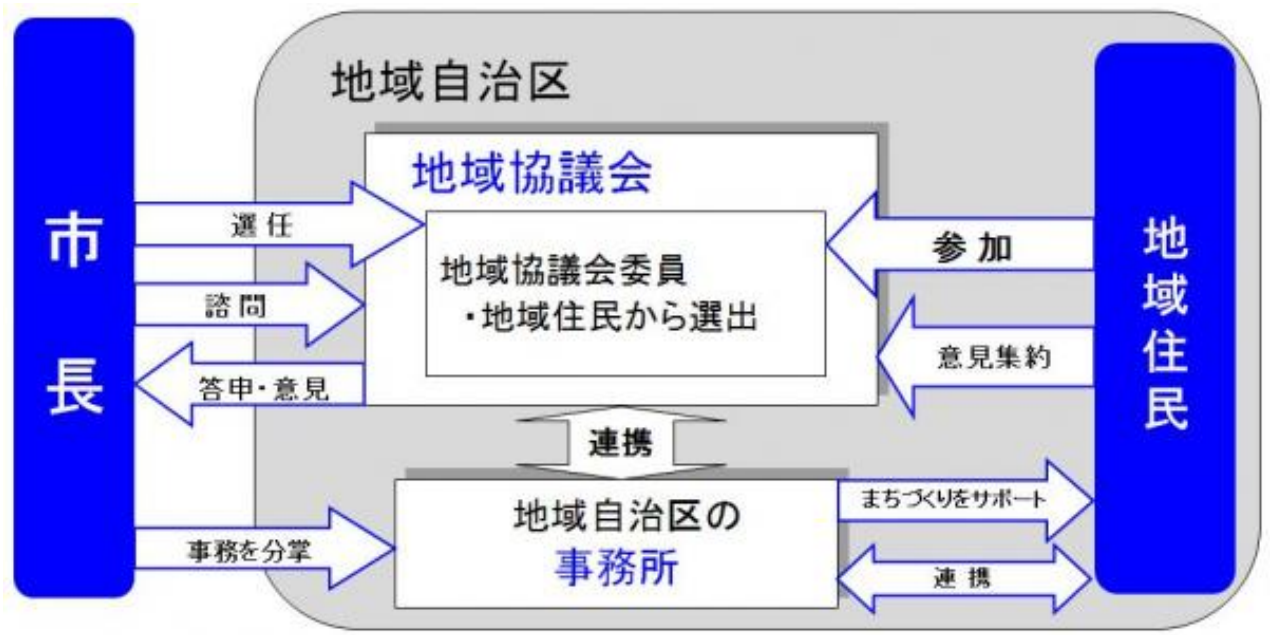 地域自治区
市長
地域協議会
選任
地域協議会委員
・地域住民から選出
参加
諮問
意見集約
答申・意見
地域住民
連携
地域自治区の
事務所
まちづくりをサポート
事務を分掌
連携